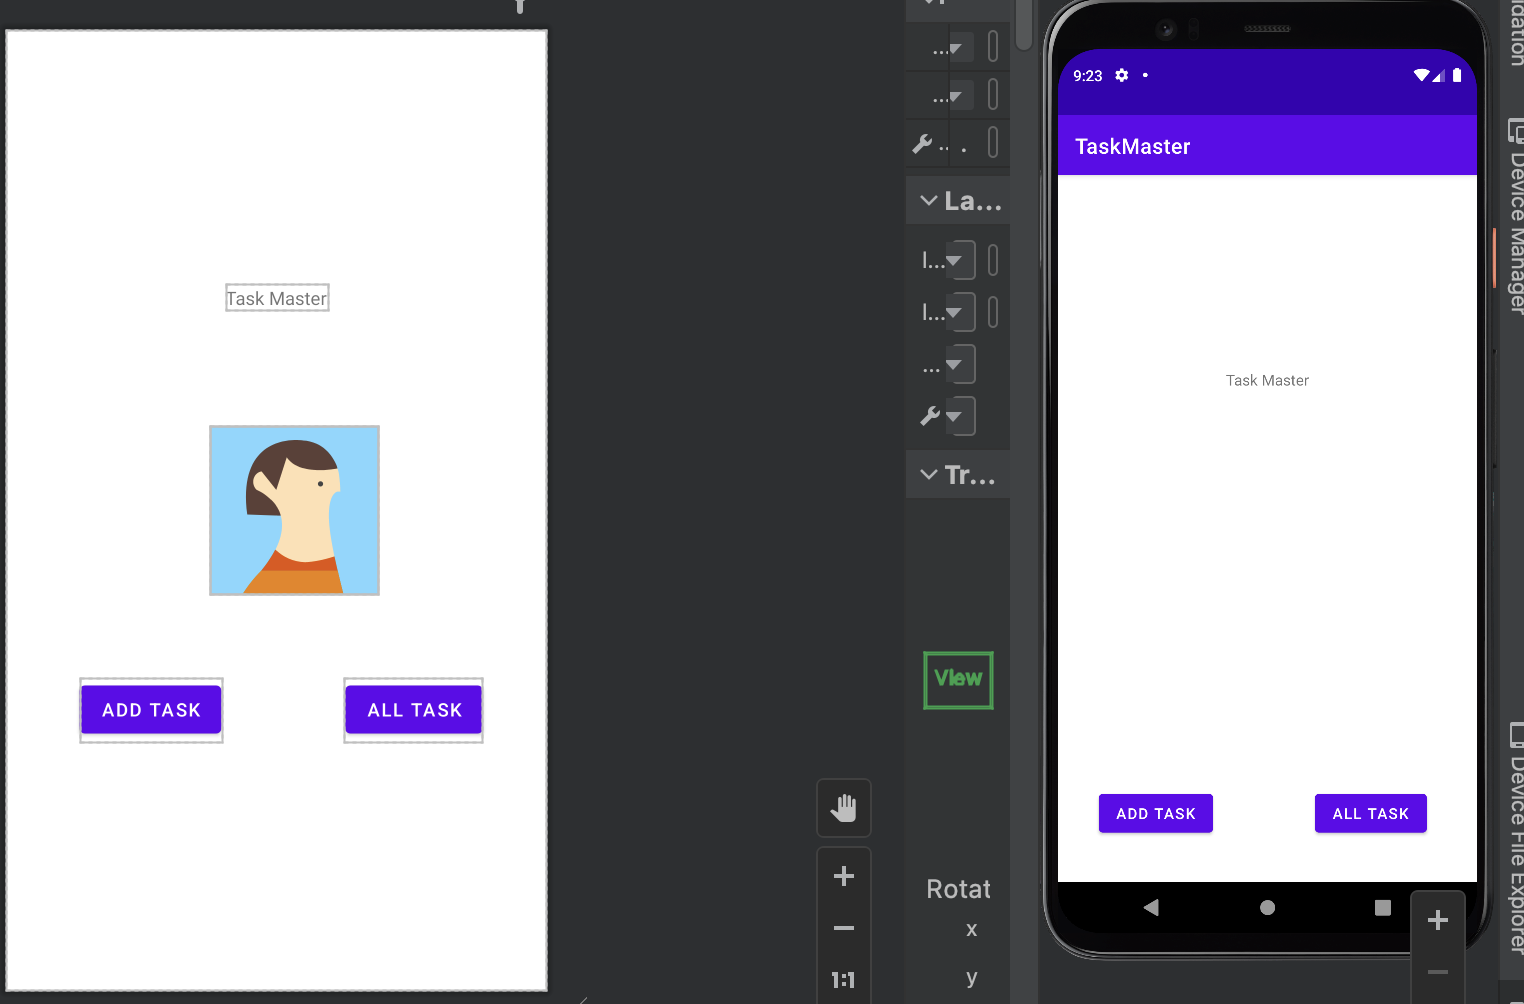 Task Master
ADD TASK
ALL TASK
1:1
...
...
..
.
La...
l...
l...
...
Tr...
View
Rotat
x
y
9:23
TaskMaster
Task Master
ADD TASK
ALL TASK
dation
Device Manager
Device File Explorer